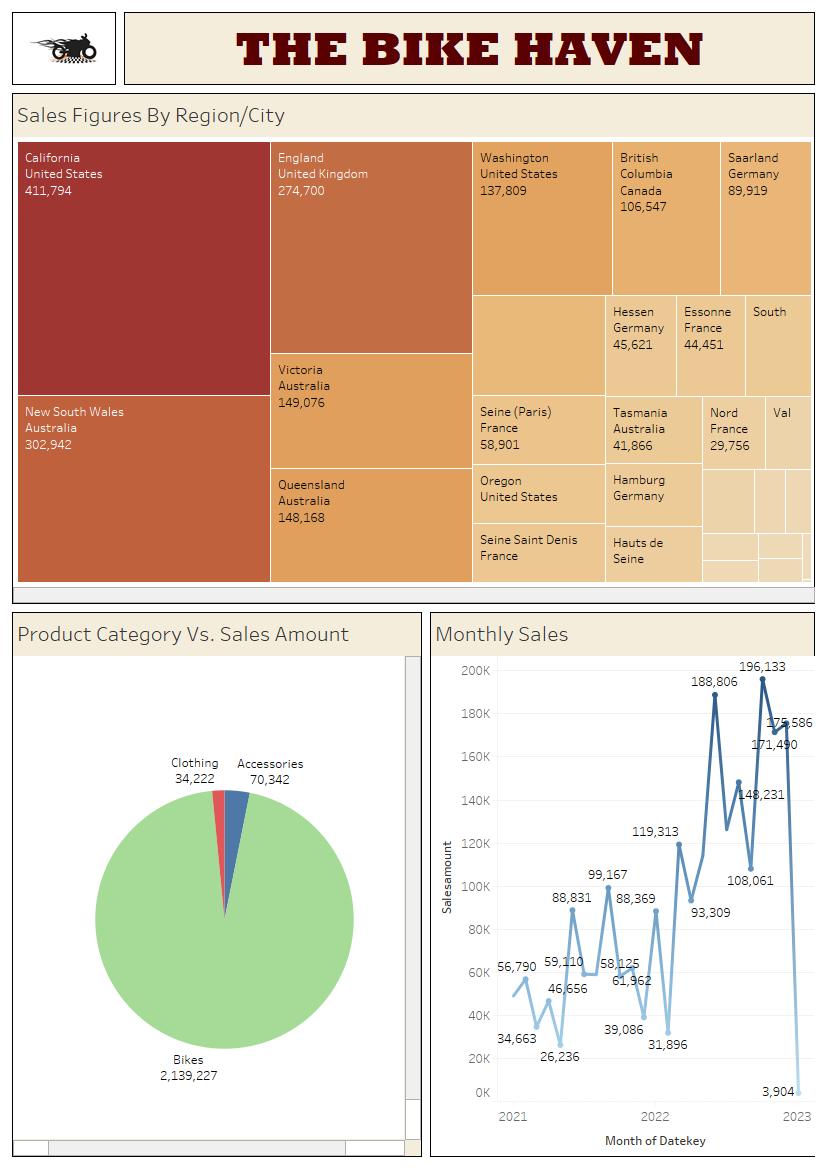 THE BIKE HAVEN
Sales Figures By Region/City
California
United States
411,794
England
United Kingdom
274,700
Washington
United States
137,809
British
Columbia
Canada
106,547
Saarland
Germany
89,919
Hessen
Germany
45,621
Essonne
France
44,451
South
Victoria
Australia
149,076
New South Wales
Australia
302,942
Seine (Paris)
France
58,901
Tasmania
Australia
41,866
Nord
France
29,756
Val
Queensland
Australia
148,168
Oregon
United States
Hamburg
Germany
Seine Saint Denis
France
Hauts de
Seine
Product Category Vs. Sales Amount
Clothing
34,222
Accessories
70,342
Bikes
2,139,227
Monthly Sales
200K
180K
160K
140K
120K
100K
80K
60K
40K
20K
0K
Salesamount
196,133
188,806
175,586
171,490
148,231
119,313
108,061
99,167
88,831
88,369
93,309
59,110
58,125
56,790
61,962
46,656
39,086
34,663
31,896
26,236
3,904
2021
2022
2023
Month of Datekey